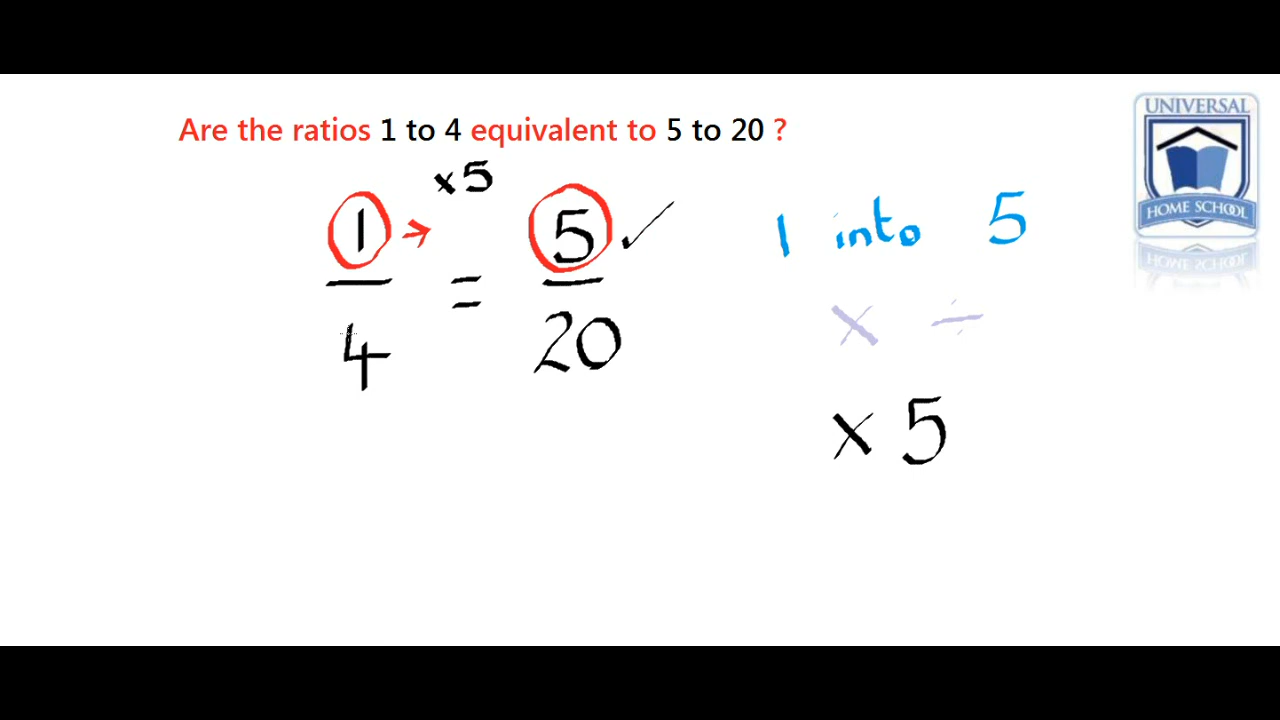 Are the ratios 1 to 4 equivalent to 5 to 20 ?
UNIVERSAL
HOME SCHOOL
×5
1 → 5 ✓
=
4 20
1 into 5
× ÷
×5